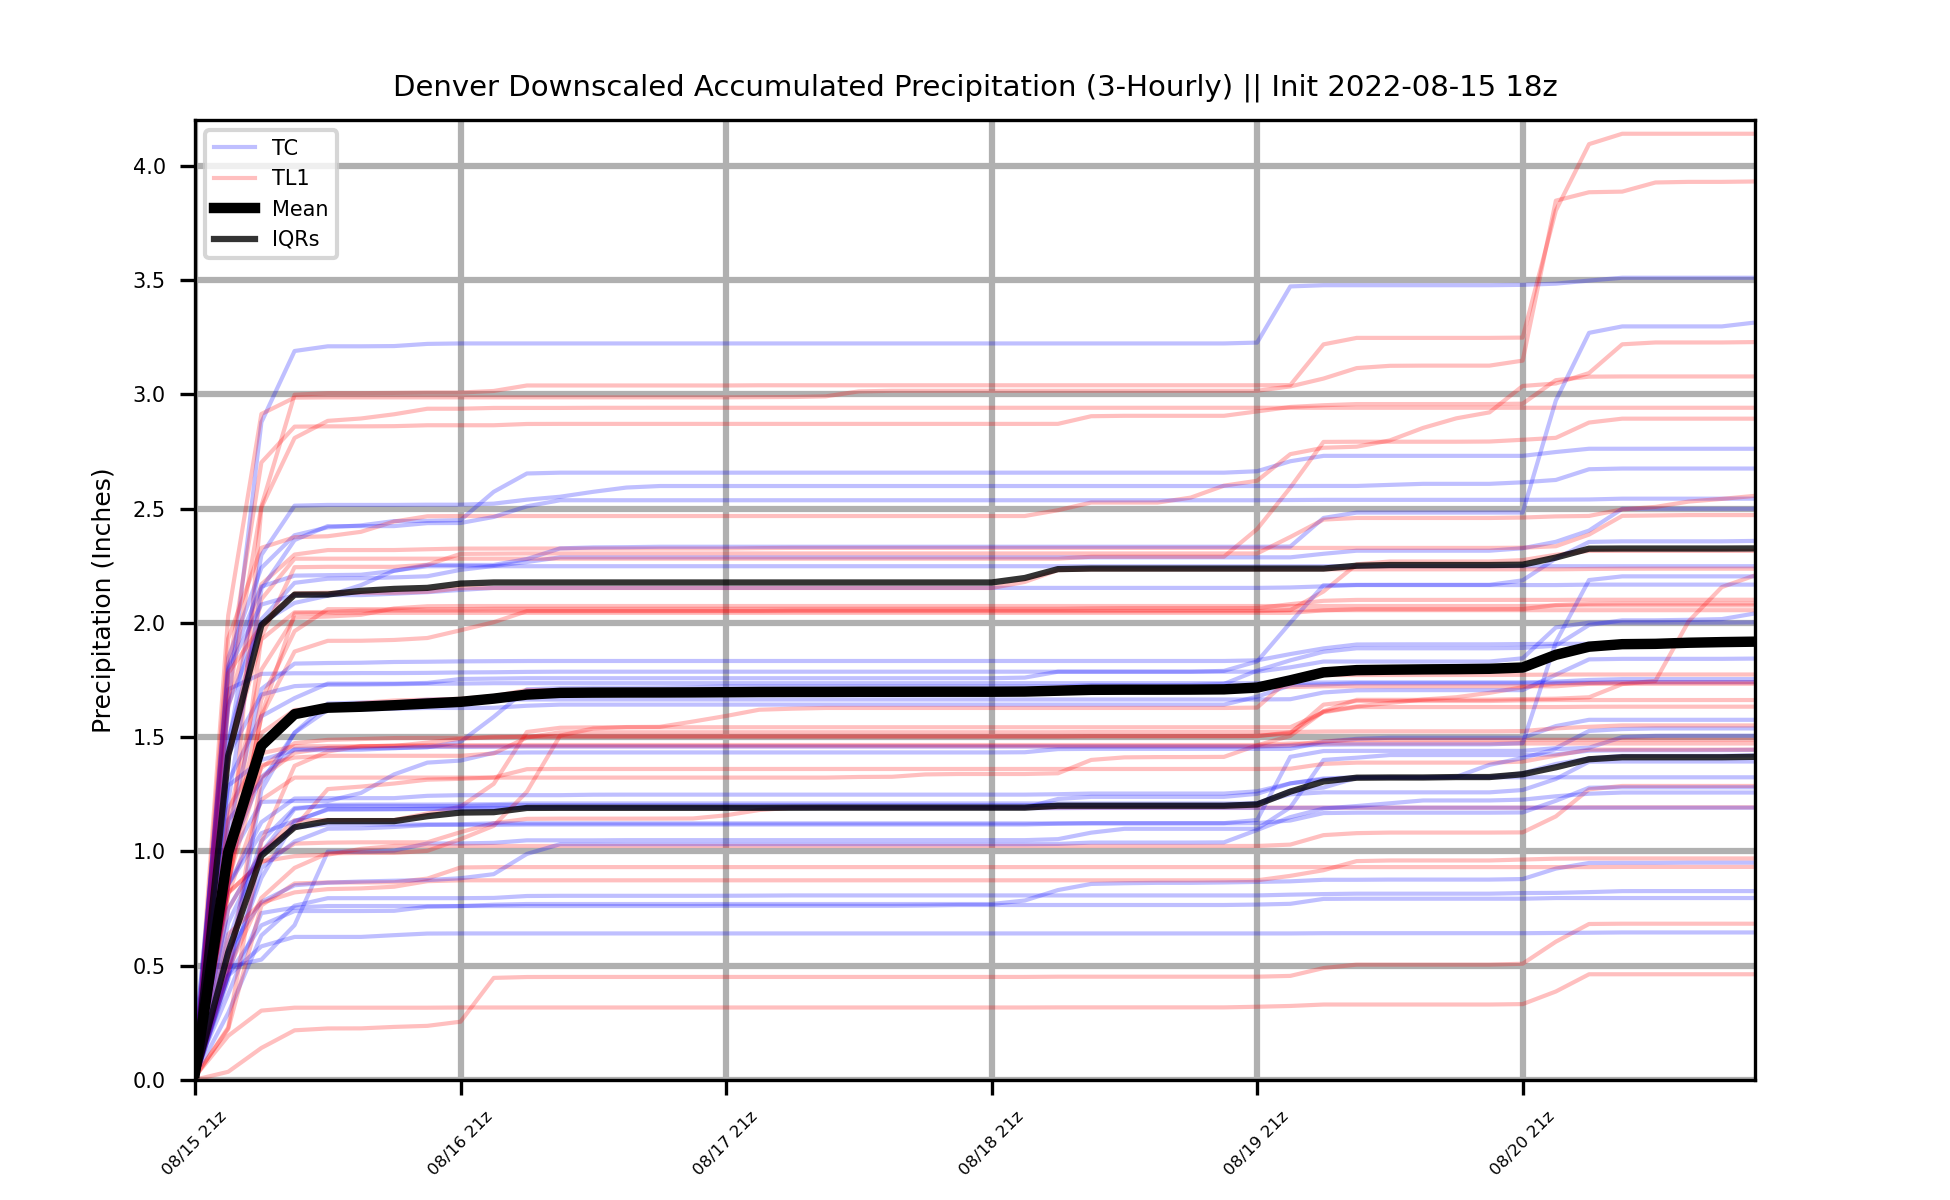 Denver Downscaled Accumulated Precipitation (3-Hourly) || Init 2022-08-15 18z
TC
TL1
Mean
IQRs
Precipitation (Inches)
4.0
3.5
3.0
2.5
2.0
1.5
1.0
0.5
0.0
08/15 21z
08/16 21z
08/17 21z
08/18 21z
08/19 21z
08/20 21z